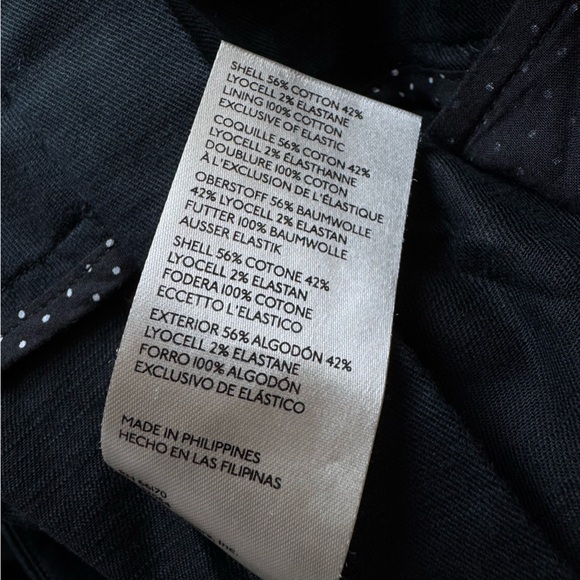 SHELL 56% COTTON 42%
LYOCELL 2% ELASTANE
LINING 100% COTTON
EXCLUSIVE OF ELASTIC
COQUILLE 56% COTON 42%
LYOCELL 2% ÉLASTHANNE
DOUBLURE 100% COTON
À L'EXCLUSION DE L'ÉLASTIQUE
OBERSTOFF 56% BAUMWOLLE
42% LYOCELL 2% ELASTAN
FUTTER 100% BAUMWOLLE
AUSSER ELASTIK
SHELL 56% COTONE 42%
LYOCELL 2% ELASTAN
FODERA 100% COTONE
ECCETTO L'ELASTICO
EXTERIOR 56% ALGODÓN 42%
LYOCELL 2% ELASTANE
FORRO 100% ALGODÓN
EXCLUSIVO DE ELÁSTICO
MADE IN PHILIPPINES
HECHO EN LAS FILIPINAS
66170
Inc.